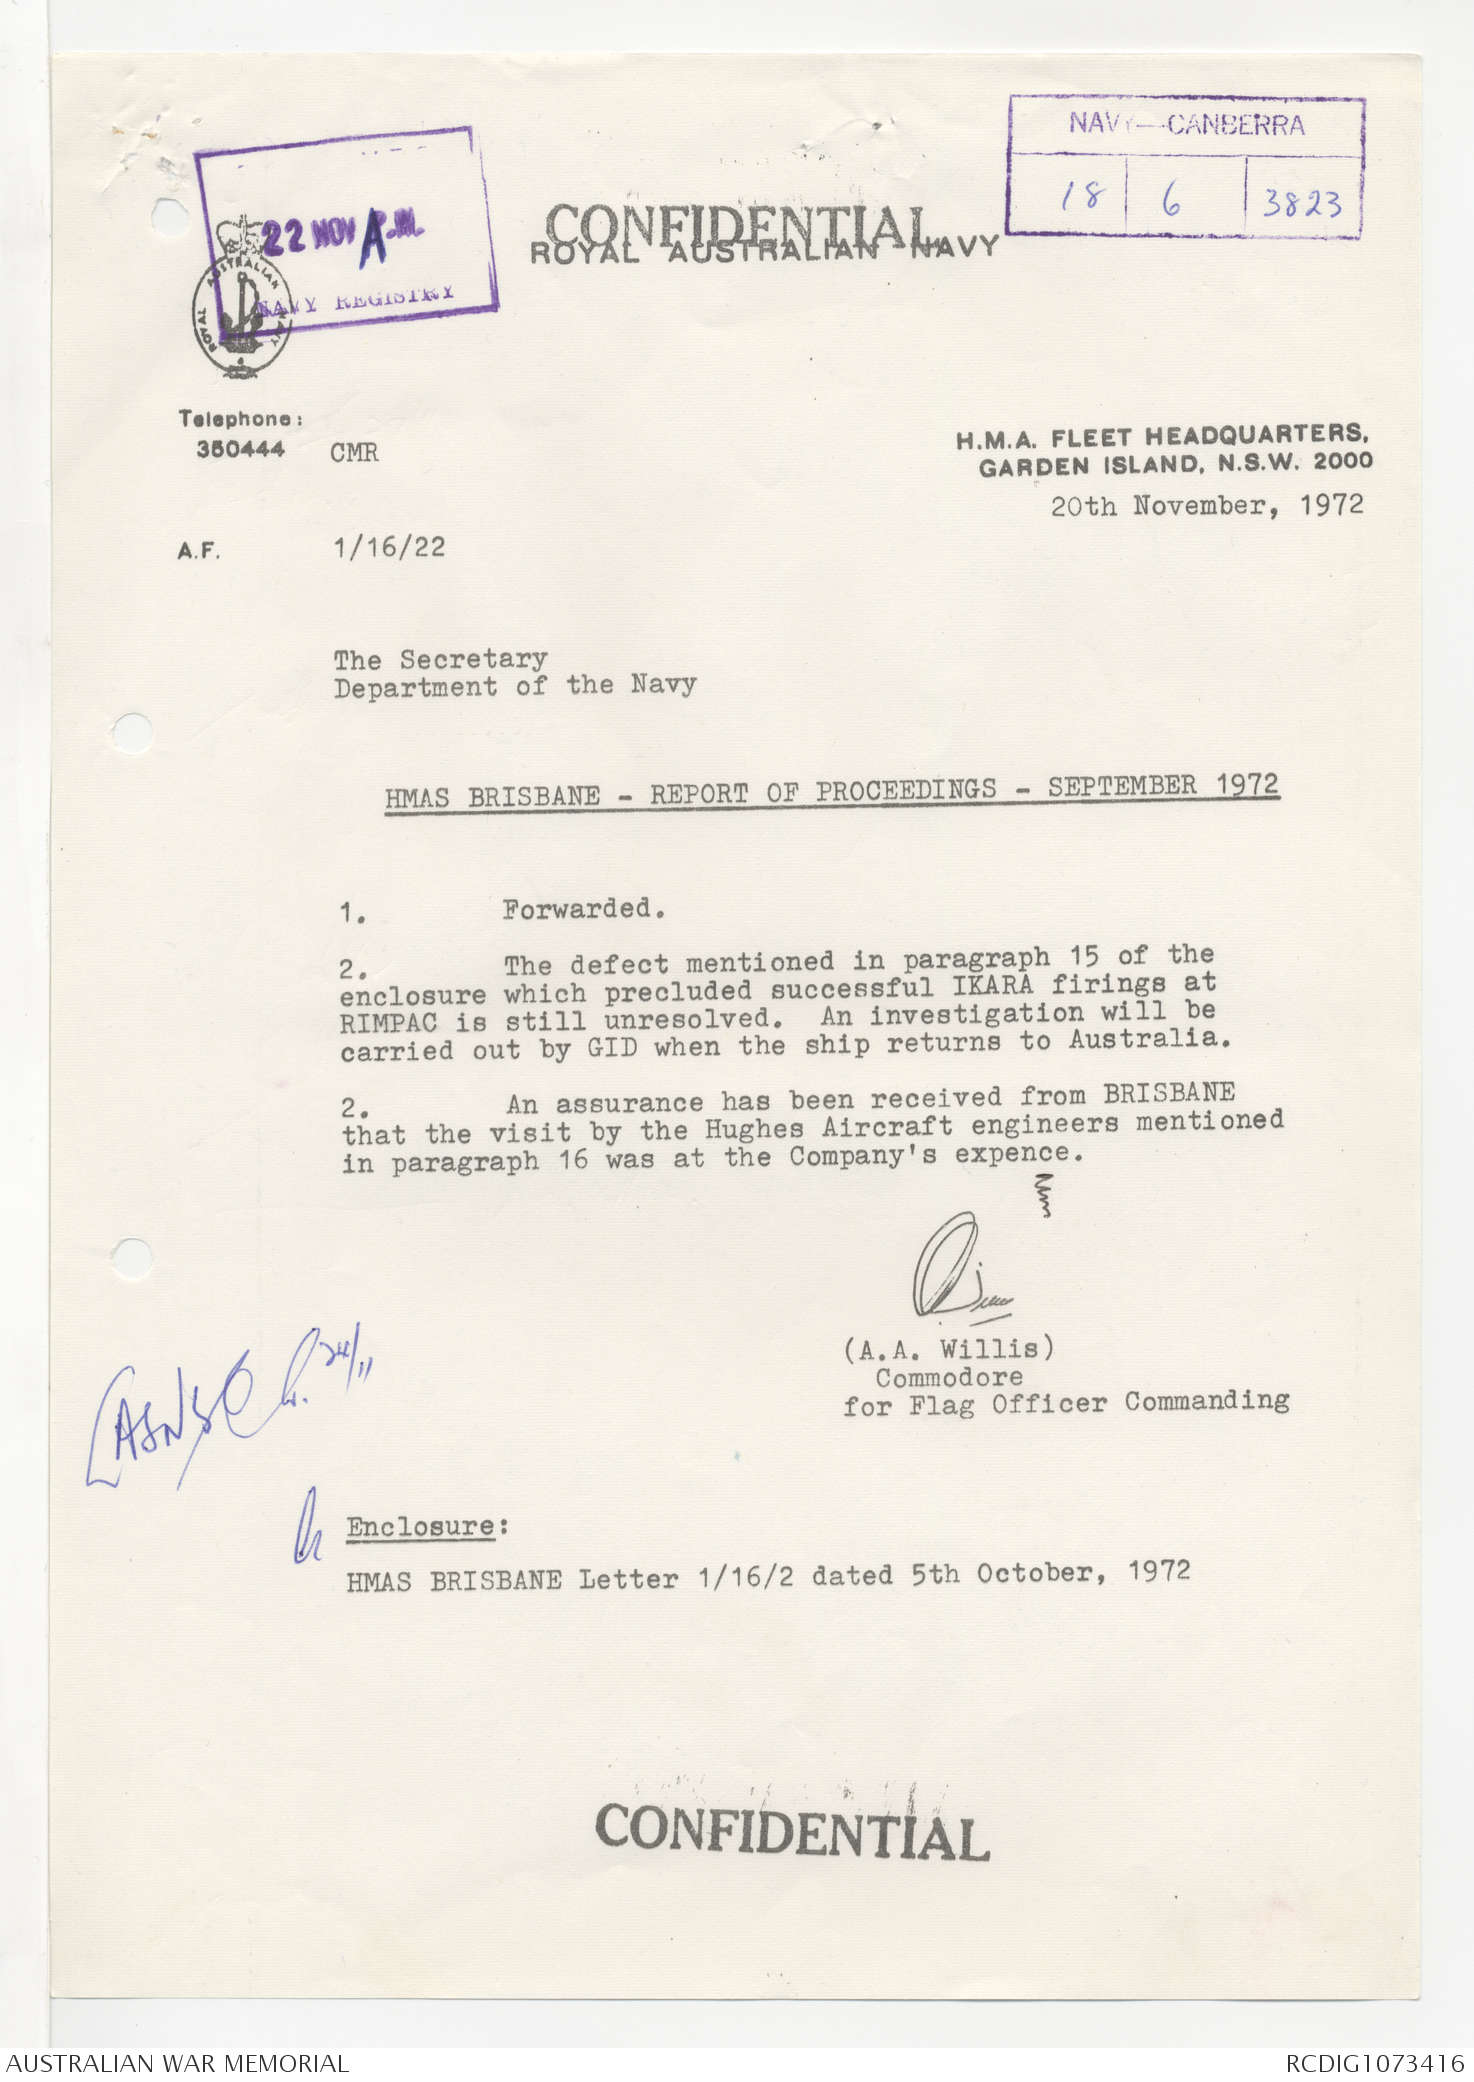 NAVY—CANBERRA
18 6 3823
22 NOV A.M.
NAVY REGISTRY
ROYAL AUSTRALIAN NAVY
CONFIDENTIAL
ROYAL AUSTRALIAN NAVY
Telephone:
350444 CMR
H.M.A. FLEET HEADQUARTERS,
GARDEN ISLAND, N.S.W. 2000
20th November, 1972
A.F. 1/16/22
The Secretary
Department of the Navy
HMAS BRISBANE - REPORT OF PROCEEDINGS - SEPTEMBER 1972
1. Forwarded.
2. The defect mentioned in paragraph 15 of the
enclosure which precluded successful IKARA firings at
RIMPAC is still unresolved. An investigation will be
carried out by GID when the ship returns to Australia.
2. An assurance has been received from BRISBANE
that the visit by the Hughes Aircraft engineers mentioned
in paragraph 16 was at the Company's expence.
(A.A. Willis)
Commodore
for Flag Officer Commanding
24/11
Enclosure:
HMAS BRISBANE Letter 1/16/2 dated 5th October, 1972
CONFIDENTIAL
AUSTRALIAN WAR MEMORIAL
RCDIG1073416